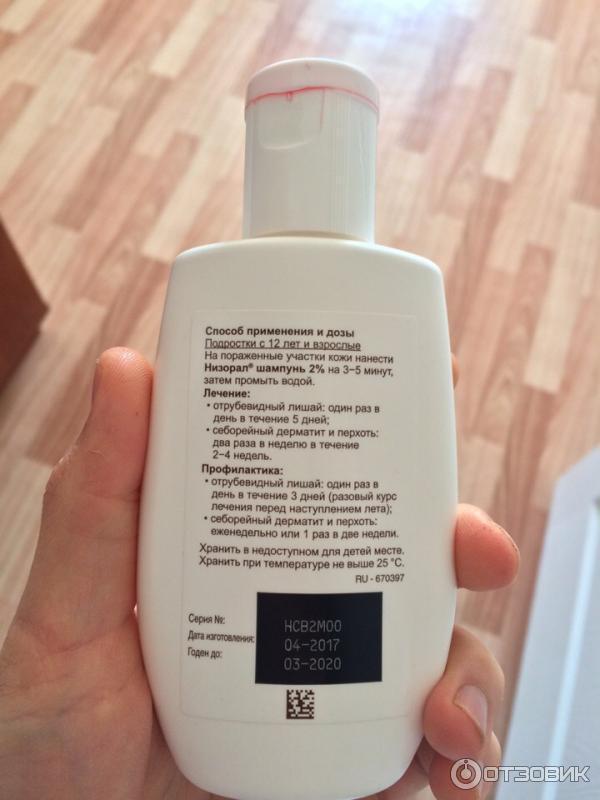 Способ применения и дозы
Подростки с 12 лет и взрослые
На пораженные участки кожи нанести
Низорал® шампунь 2% на 3–5 минут,
затем промыть водой.
Лечение:
• отрубевидный лишай: один раз в
день в течение 5 дней;
• себорейный дерматит и перхоть:
два раза в неделю в течение
2–4 недель.
Профилактика:
• отрубевидный лишай: один раз в
день в течение 3 дней (разовый курс
лечения перед наступлением лета);
• себорейный дерматит и перхоть:
еженедельно или 1 раз в две недели.
Хранить в недоступном для детей месте.
Хранить при температуре не выше 25 °С.
RU - 670397
Серия №: HCB2M00
Дата изготовления: 04-2017
Годен до: 03-2020
ОТЗОВИК